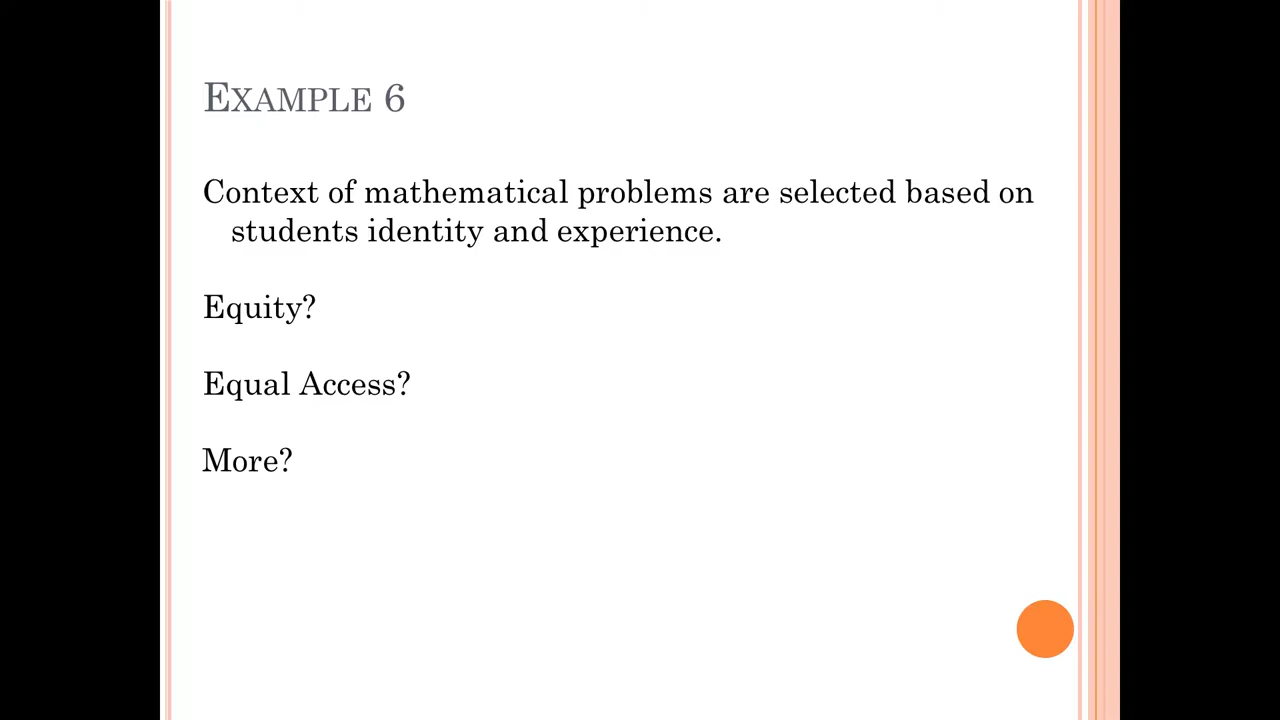 EXAMPLE 6
Context of mathematical problems are selected based on
students identity and experience.
Equity?
Equal Access?
More?